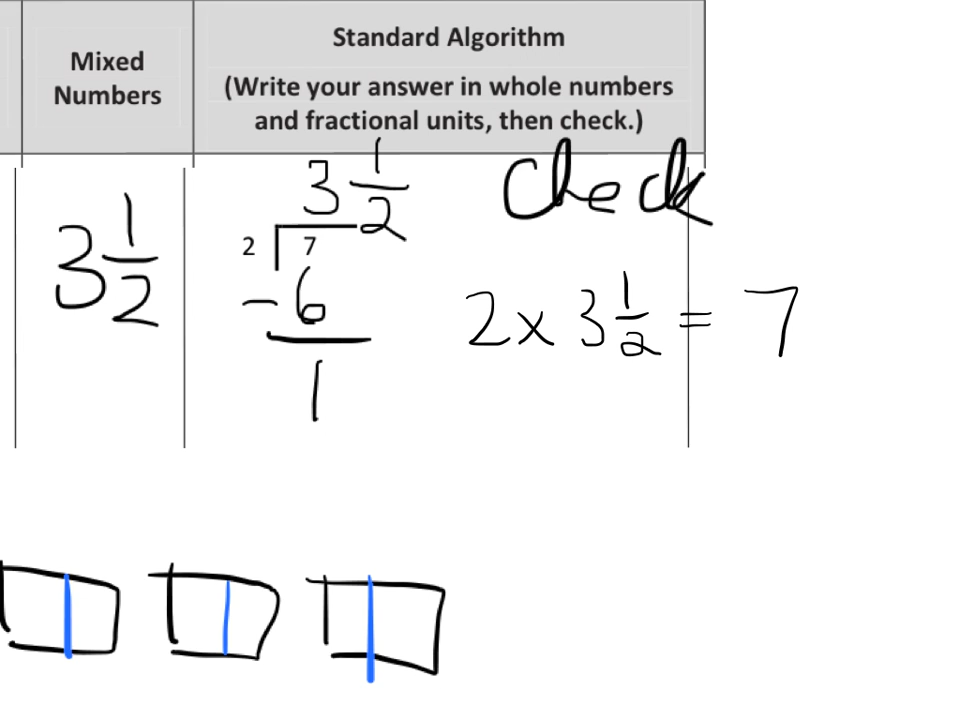 Mixed
Numbers
Standard Algorithm
(Write your answer in whole numbers
and fractional units, then check.)
3 1/2
3 1/2
2 7
-6
1
Check
2 x 3 1/2 = 7